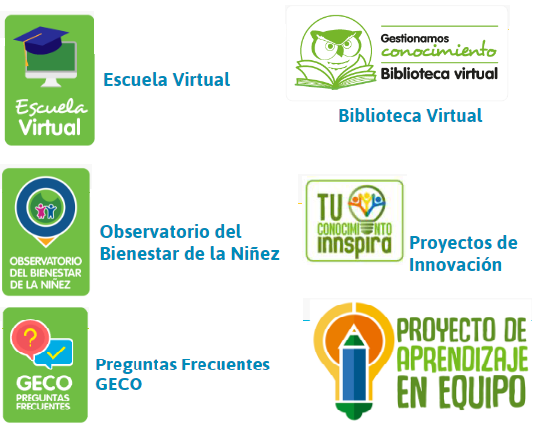 Escuela
Virtual
Escuela Virtual
Gestionamos
conocimiento
Biblioteca virtual
Biblioteca Virtual
OBSERVATORIO
DEL BIENESTAR
DE LA NIÑEZ
Observatorio del
Bienestar de la Niñez
TU
CONOCIMIENTO
innspira
Proyectos de
Innovación
?
GECO
PREGUNTAS
FRECUENTES
Preguntas Frecuentes
GECO
PROYECTO DE
APRENDIZAJE
EN EQUIPO